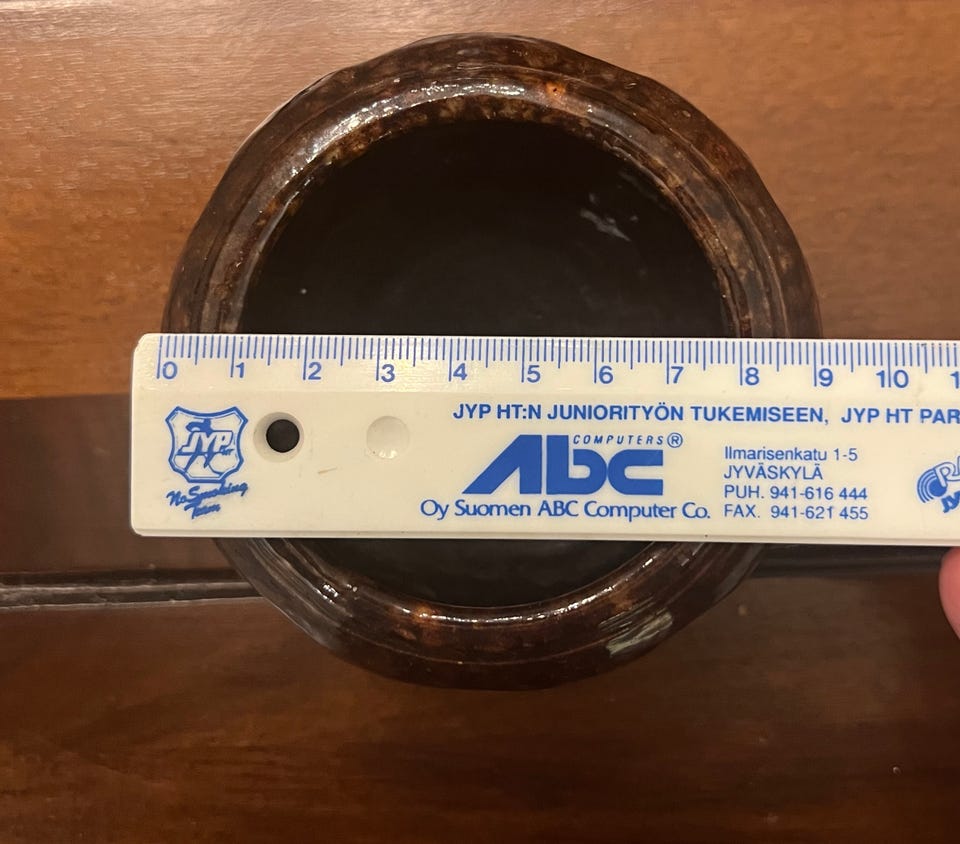 0 1 2 3 4 5 6 7 8 9 10
JYP HT:N JUNIORITYÖN TUKEMISEEN, JYP HT PAR
JYP HT
No Smoking
Team
COMPUTERS®
Abc
Oy Suomen ABC Computer Co.
Ilmarisenkatu 1-5
JYVÄSKYLÄ
PUH. 941-616 444
FAX. 941-621 455